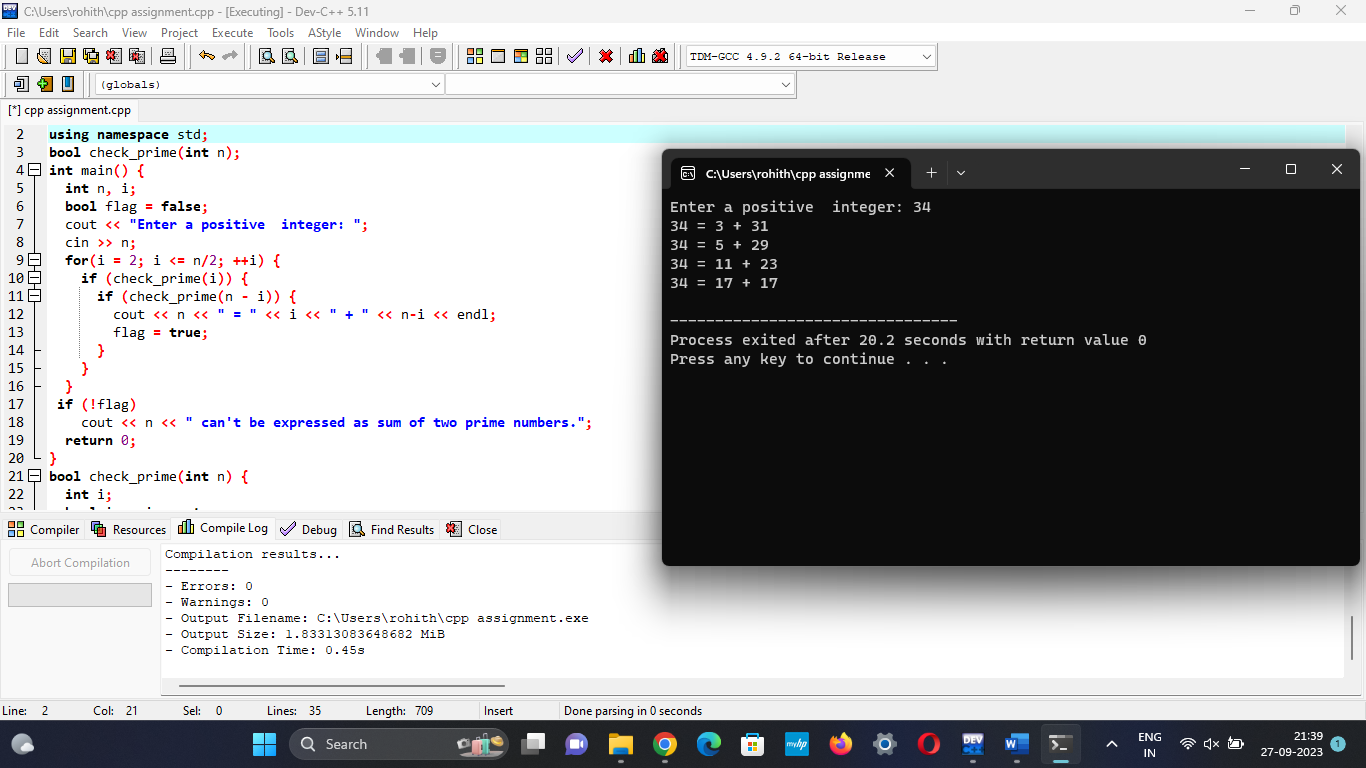 C:\Users\rohith\cpp assignment.cpp - [Executing] - Dev-C++ 5.11
File Edit Search View Project Execute Tools AStyle Window Help
TDM-GCC 4.9.2 64-bit Release
(globals)
[*] cpp assignment.cpp
2 using namespace std;
3 bool check_prime(int n);
4 int main() {
5 int n, i;
6 bool flag = false;
7 cout << "Enter a positive  integer: ";
8 cin >> n;
9 for(i = 2; i <= n/2; ++i) {
10 if (check_prime(i)) {
11 if (check_prime(n - i)) {
12 cout << n << " = " << i << " + " << n-i << endl;
13 flag = true;
14 }
15 }
16 }
17 if (!flag)
18 cout << n << " can't be expressed as sum of two prime numbers.";
19 return 0;
20 }
21 bool check_prime(int n) {
22 int i;
C:\Users\rohith\cpp assignme
Enter a positive  integer: 34
34 = 3 + 31
34 = 5 + 29
34 = 11 + 23
34 = 17 + 17
--------------------------------
Process exited after 20.2 seconds with return value 0
Press any key to continue . . .
Compiler Resources Compile Log Debug Find Results Close
Abort Compilation
Compilation results...
--------
- Errors: 0
- Warnings: 0
- Output Filename: C:\Users\rohith\cpp assignment.exe
- Output Size: 1.83313083648682 MiB
- Compilation Time: 0.45s
Line: 2 Col: 21 Sel: 0 Lines: 35 Length: 709 Insert Done parsing in 0 seconds
Search
DEV
myhp
W
ENG
IN
21:39
27-09-2023
1